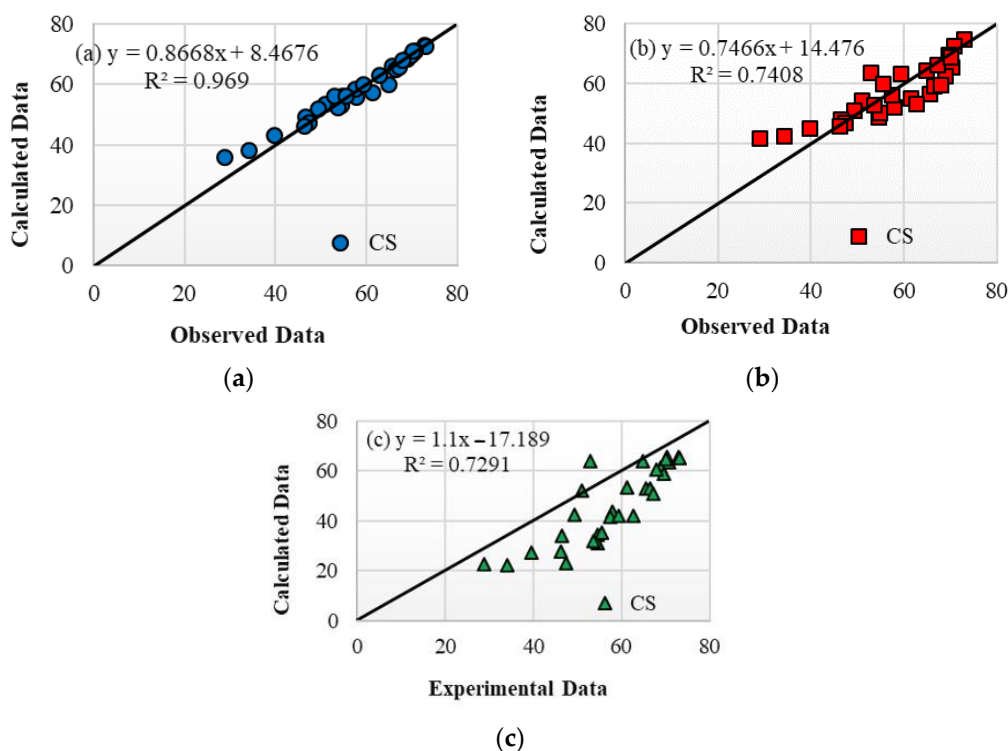 (a) y = 0.8668x + 8.4676
R² = 0.969
Calculated Data
80
60
40
20
0
CS
0 20 40 60 80
Observed Data
(a)
(b) y = 0.7466x + 14.476
R² = 0.7408
Calculated Data
80
60
40
20
0
CS
0 20 40 60 80
Observed Data
(b)
(c) y = 1.1x −17.189
R² = 0.7291
Calculated Data
80
60
40
20
0
CS
0 20 40 60 80
Experimental Data
(c)